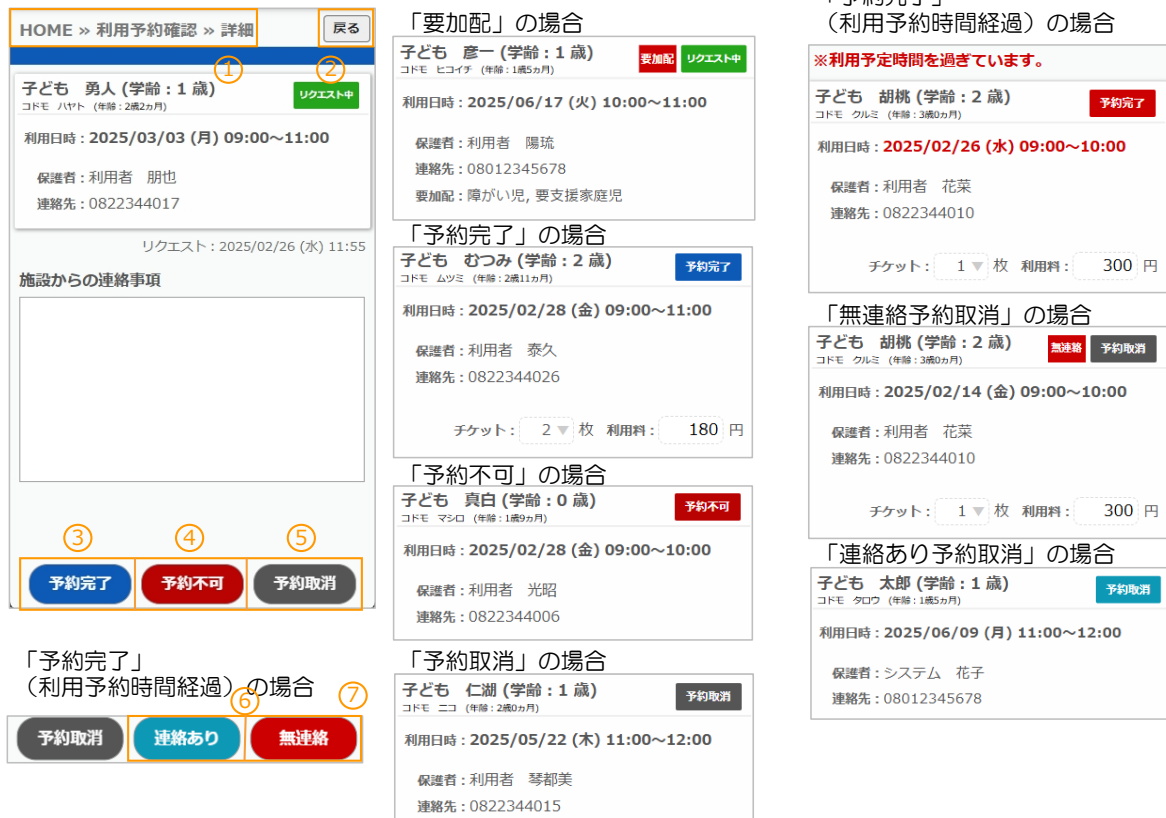 HOME » 利用予約確認 » 詳細
戻る
①
②
子ども 勇人 (学齢:1 歳)
コドモ ハヤト (年齢:2歳2カ月)
リクエスト中
利用日時:2025/03/03 (月) 09:00～11:00
保護者:利用者 朋也
連絡先:0822344017
リクエスト:2025/02/26 (水) 11:55
施設からの連絡事項
③
④
⑤
予約完了
予約不可
予約取消
「予約完了」
(利用予約時間経過)の場合
⑥
⑦
予約取消
連絡あり
無連絡
「要加配」の場合
子ども 彦一 (学齢:1 歳)
コドモ ヒコイチ (年齢:1歳5カ月)
要加配
リクエスト中
利用日時:2025/06/17 (火) 10:00～11:00
保護者:利用者 陽琉
連絡先:08012345678
要加配:障がい児, 要支援家庭児
「予約完了」の場合
子ども むつみ (学齢:2 歳)
コドモ ムツミ (年齢:2歳11カ月)
予約完了
利用日時:2025/02/28 (金) 09:00～11:00
保護者:利用者 泰久
連絡先:0822344026
チケット: 2 ▼ 枚 利用料: 180 円
「予約不可」の場合
子ども 真白 (学齢:0 歳)
コドモ マシロ (年齢:1歳9カ月)
予約不可
利用日時:2025/02/28 (金) 09:00～10:00
保護者:利用者 光昭
連絡先:0822344006
「予約取消」の場合
子ども 仁湖 (学齢:1 歳)
コドモ ニコ (年齢:2歳0カ月)
予約取消
利用日時:2025/05/22 (木) 11:00～12:00
保護者:利用者 琴都美
連絡先:0822344015
「予約完了」
(利用予約時間経過)の場合
※利用予定時間を過ぎています。
子ども 胡桃 (学齢:2 歳)
コドモ クルミ (年齢:3歳0カ月)
予約完了
利用日時:2025/02/26 (水) 09:00～10:00
保護者:利用者 花菜
連絡先:0822344010
チケット: 1 ▼ 枚 利用料: 300 円
「無連絡予約取消」の場合
子ども 胡桃 (学齢:2 歳)
コドモ クルミ (年齢:3歳0カ月)
無連絡
予約取消
利用日時:2025/02/14 (金) 09:00～10:00
保護者:利用者 花菜
連絡先:0822344010
チケット: 1 ▼ 枚 利用料: 300 円
「連絡あり予約取消」の場合
子ども 太郎 (学齢:1 歳)
コドモ タロウ (年齢:1歳5カ月)
予約取消
利用日時:2025/06/09 (月) 11:00～12:00
保護者:システム 花子
連絡先:08012345678